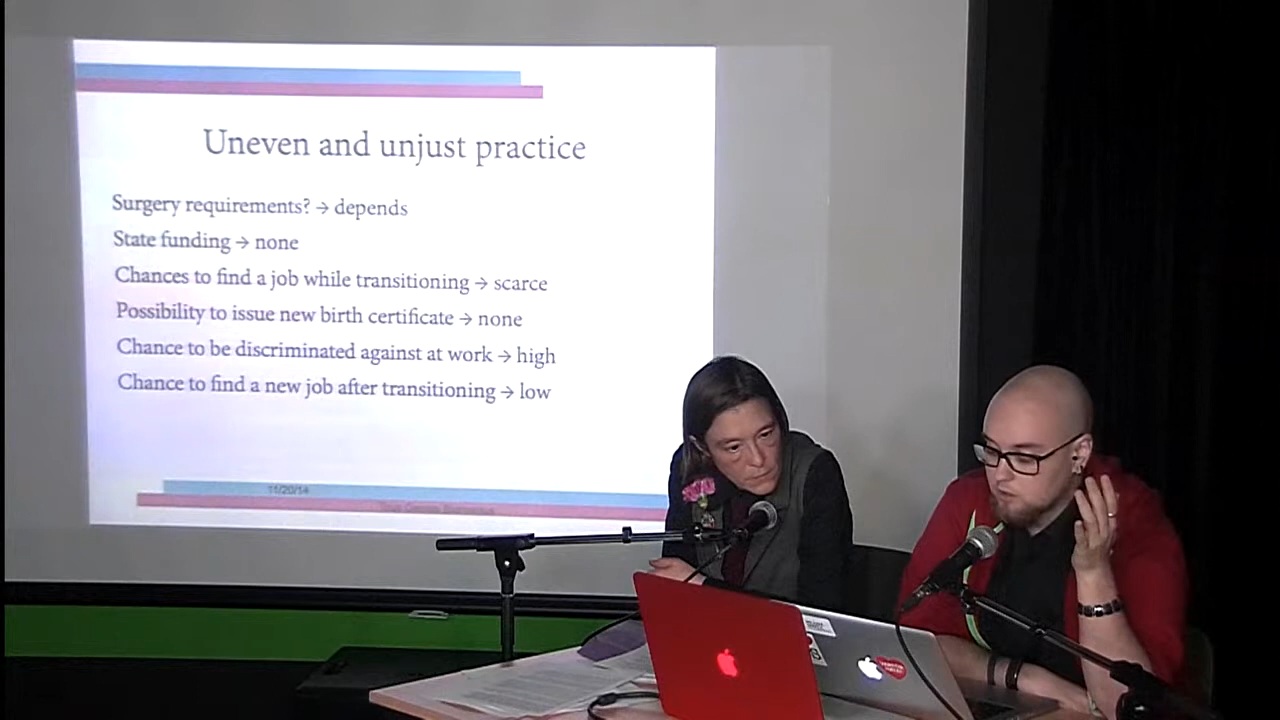 Uneven and unjust practice
Surgery requirements? → depends
State funding → none
Chances to find a job while transitioning → scarce
Possibility to issue new birth certificate → none
Chance to be discriminated against at work → high
Chance to find a new job after transitioning → low
11/20/14